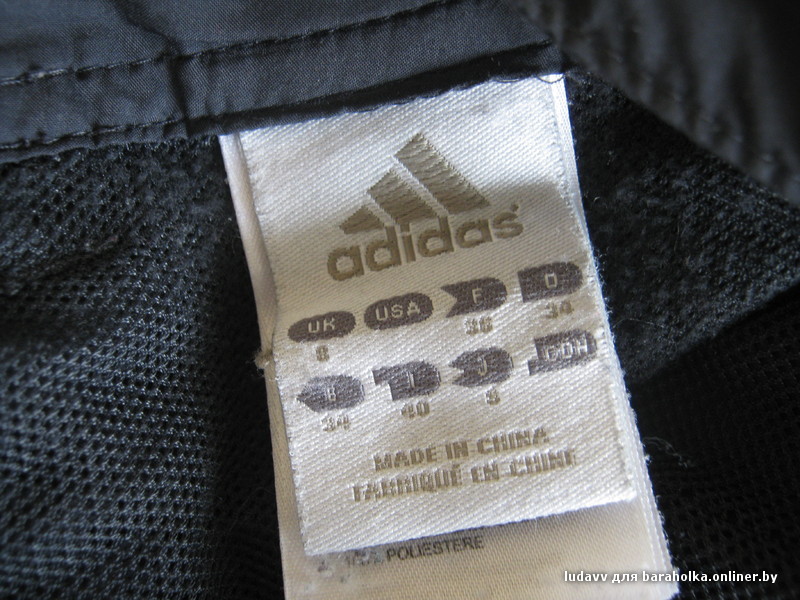 adidas
UK USA F D
8 36 34
B I J CDN
34 40 S
MADE IN CHINA
FABRIQUÉ EN CHINE
POLIESTERE
ludavv для baraholka.onliner.by